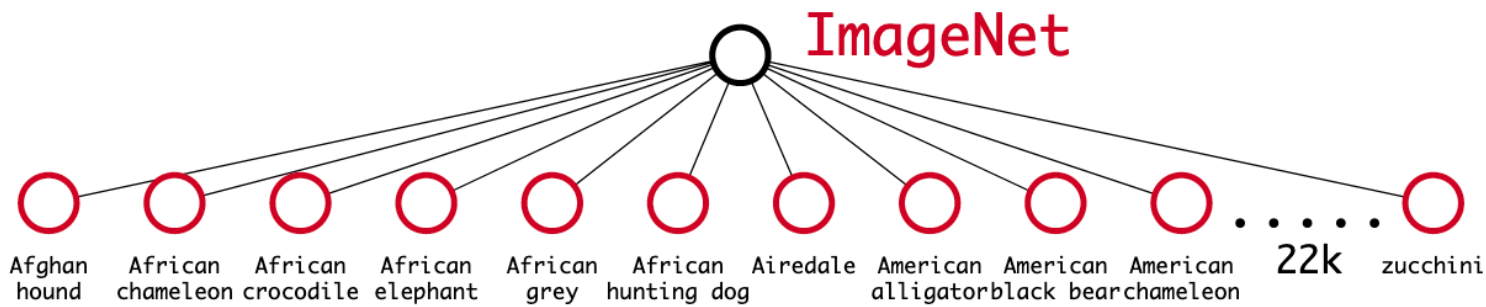 ImageNet
Afghan hound
African chameleon
African crocodile
African elephant
African grey
African hunting dog
Airedale
American alligator
American black bear
American chameleon
. . . . .
22k
zucchini